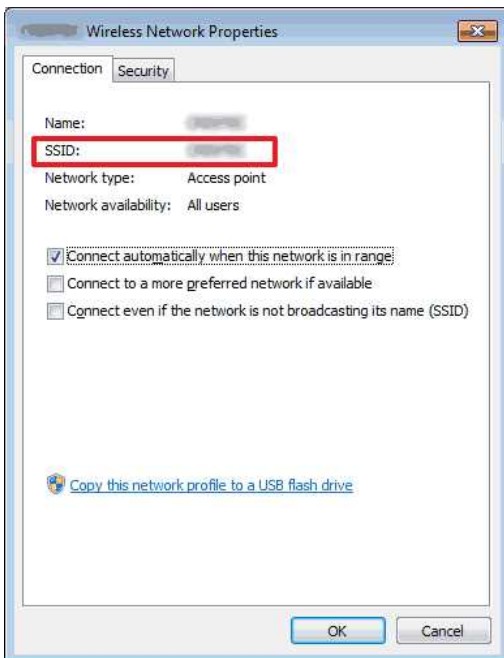 Wireless Network Properties
Connection Security
Name:
SSID:
Network type: Access point
Network availability: All users
Connect automatically when this network is in range
Connect to a more preferred network if available
Connect even if the network is not broadcasting its name (SSID)
Copy this network profile to a USB flash drive
OK Cancel